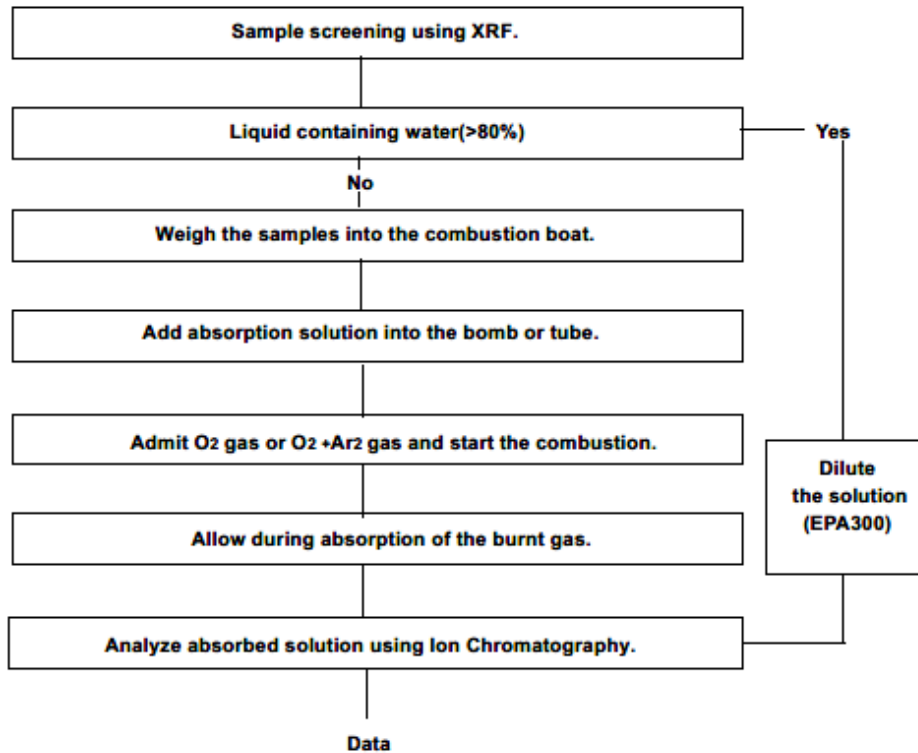 Sample screening using XRF.
Liquid containing water(>80%)
Yes
No
Weigh the samples into the combustion boat.
Add absorption solution into the bomb or tube.
Admit O2 gas or O2 +Ar2 gas and start the combustion.
Dilute
the solution
(EPA300)
Allow during absorption of the burnt gas.
Analyze absorbed solution using Ion Chromatography.
Data